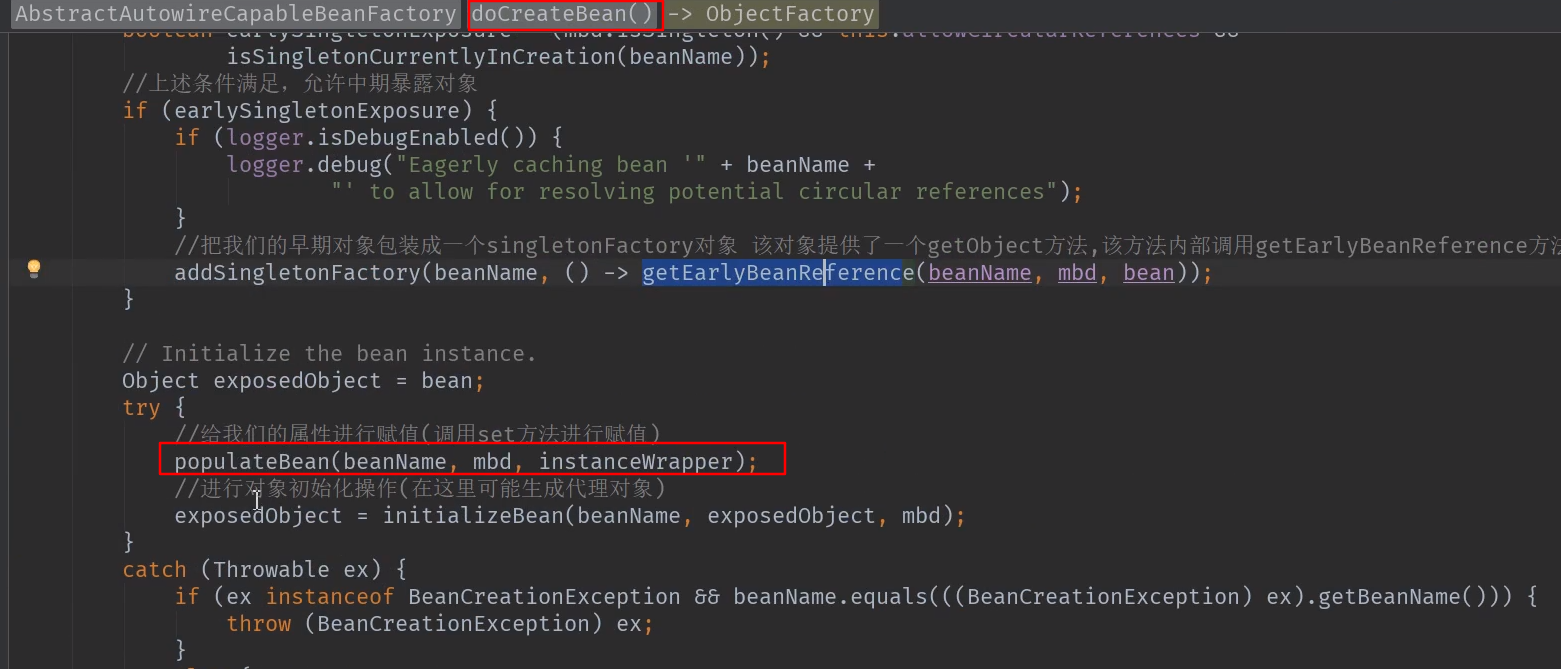 AbstractAutowireCapableBeanFactory doCreateBean() -> ObjectFactory
boolean earlySingletonExposure = (mbd.isSingleton() && this.allowCircularReferences &&
isSingletonCurrentlyInCreation(beanName));
//上述条件满足，允许中期暴露对象
if (earlySingletonExposure) {
if (logger.isDebugEnabled()) {
logger.debug("Eagerly caching bean '" + beanName +
"' to allow for resolving potential circular references");
}
//把我们的早期对象包装成一个singletonFactory对象 该对象提供了一个getObject方法,该方法内部调用getEarlyBeanReference方法
addSingletonFactory(beanName, () -> getEarlyBeanReference(beanName, mbd, bean));
}
// Initialize the bean instance.
Object exposedObject = bean;
try {
//给我们的属性进行赋值(调用set方法进行赋值)
populateBean(beanName, mbd, instanceWrapper);
//进行对象初始化操作(在这里可能生成代理对象)
exposedObject = initializeBean(beanName, exposedObject, mbd);
}
catch (Throwable ex) {
if (ex instanceof BeanCreationException && beanName.equals(((BeanCreationException) ex).getBeanName())) {
throw (BeanCreationException) ex;
}